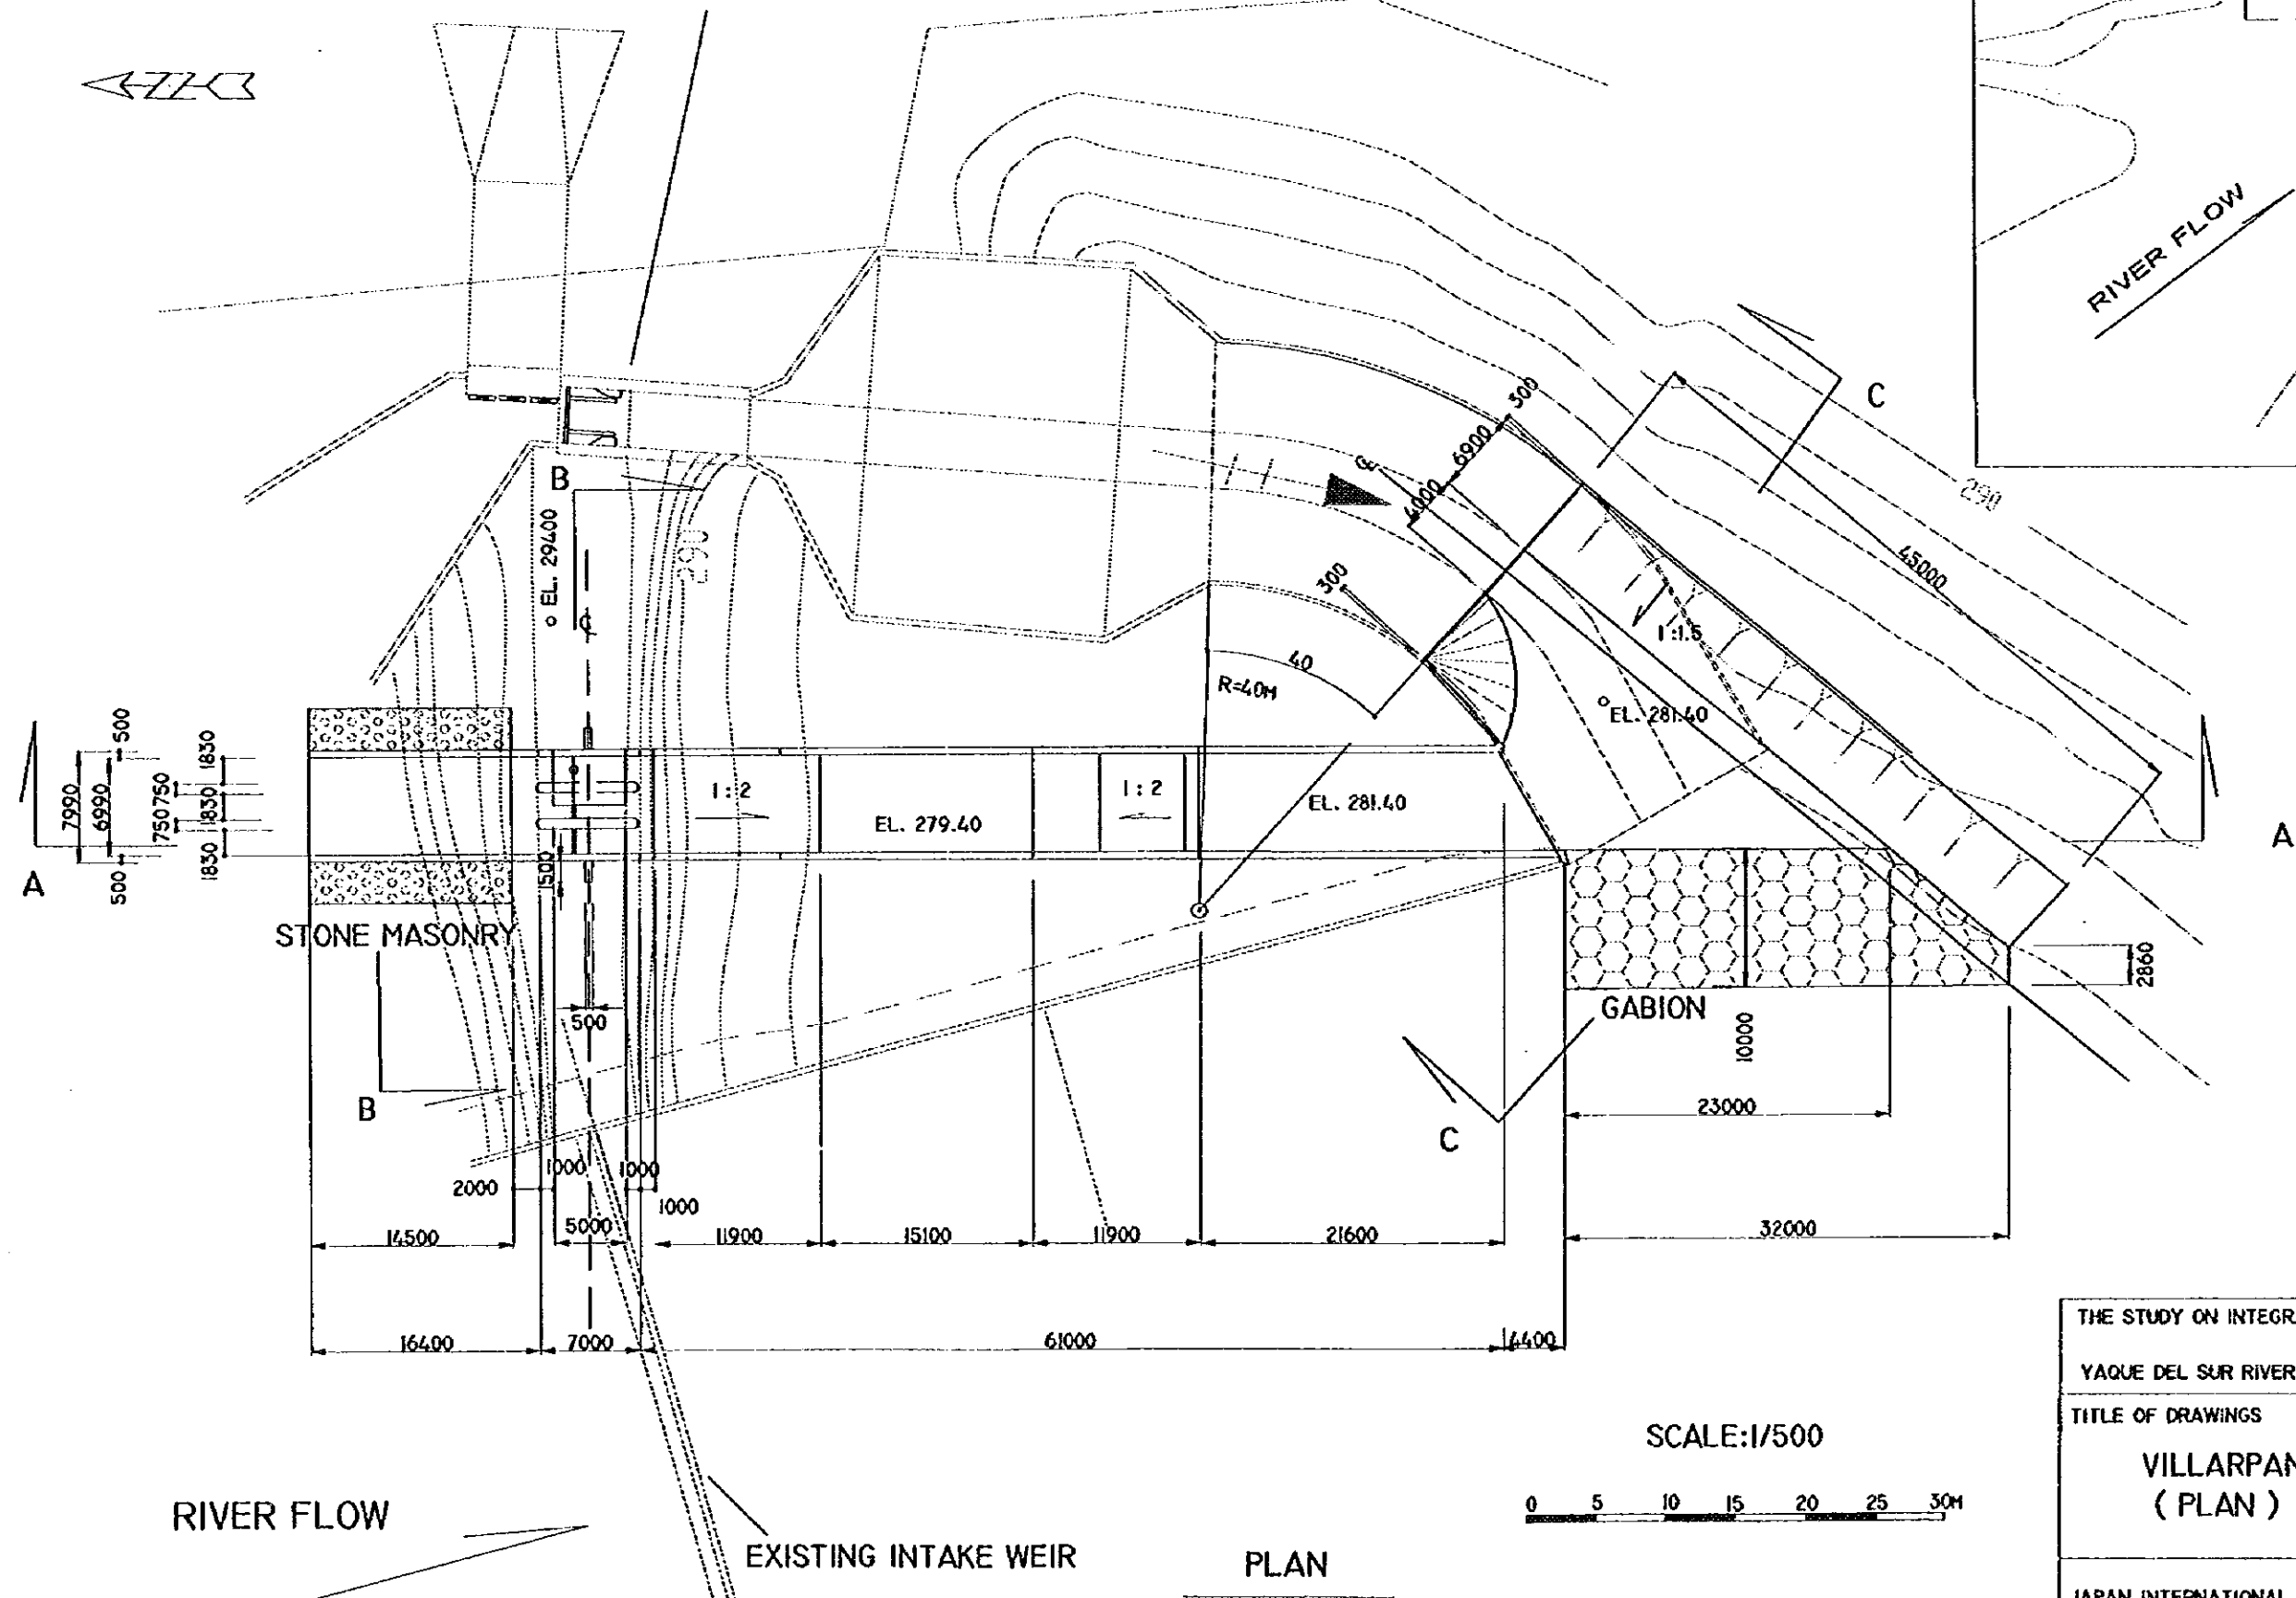 RIVER FLOW
C
300
6900
4000
℄
290
45000
B
EL. 29400
℄
290
300
1:1.5
40
R=40M
EL. 281.40
500
1830
7990
6990
750
750
1830
1830
500
A
1:2
EL. 279.40
1:2
EL. 281.40
A
1500
STONE MASONRY
500
GABION
10000
2860
23000
B
C
1000
2000
1000
1000
14500
5000
11900
15100
11900
21600
32000
16400
7000
61000
4400
THE STUDY ON INTEGR
YAQUE DEL SUR RIVER
TITLE OF DRAWINGS
VILLARPAN
( PLAN )
JAPAN INTERNATIONAL
SCALE:1/500
0 5 10 15 20 25 30M
RIVER FLOW
EXISTING INTAKE WEIR
PLAN